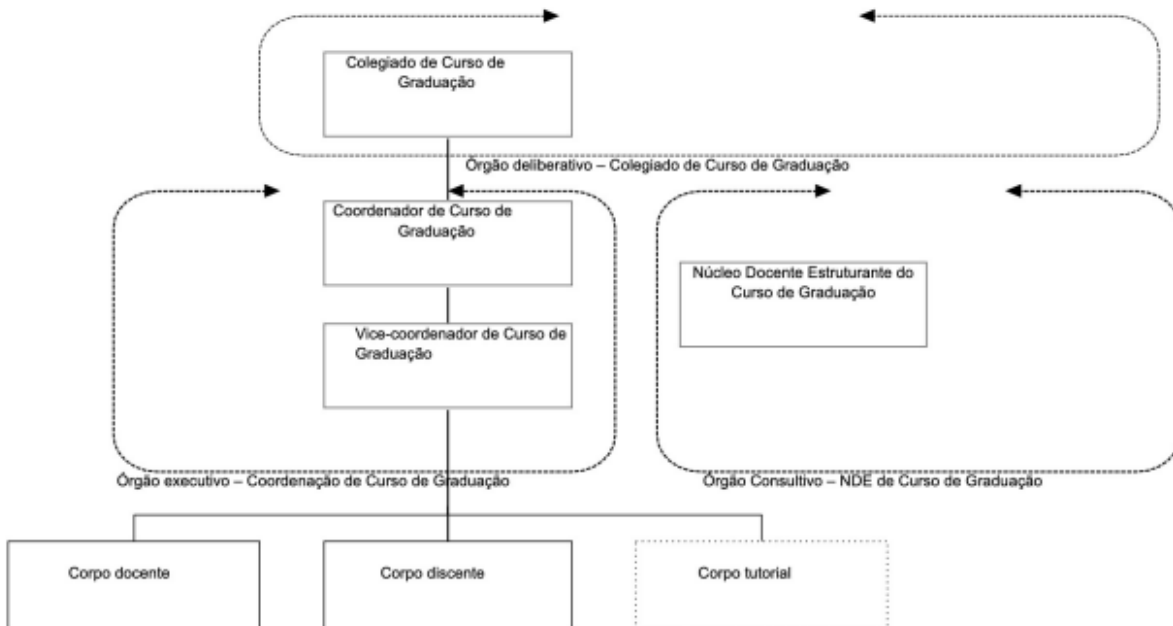 Colegiado de Curso de
Graduação
Órgão deliberativo – Colegiado de Curso de Graduação
Coordenador de Curso de
Graduação
Núcleo Docente Estruturante do
Curso de Graduação
Vice-coordenador de Curso de
Graduação
Órgão executivo – Coordenação de Curso de Graduação
Órgão Consultivo – NDE de Curso de Graduação
Corpo docente
Corpo discente
Corpo tutorial